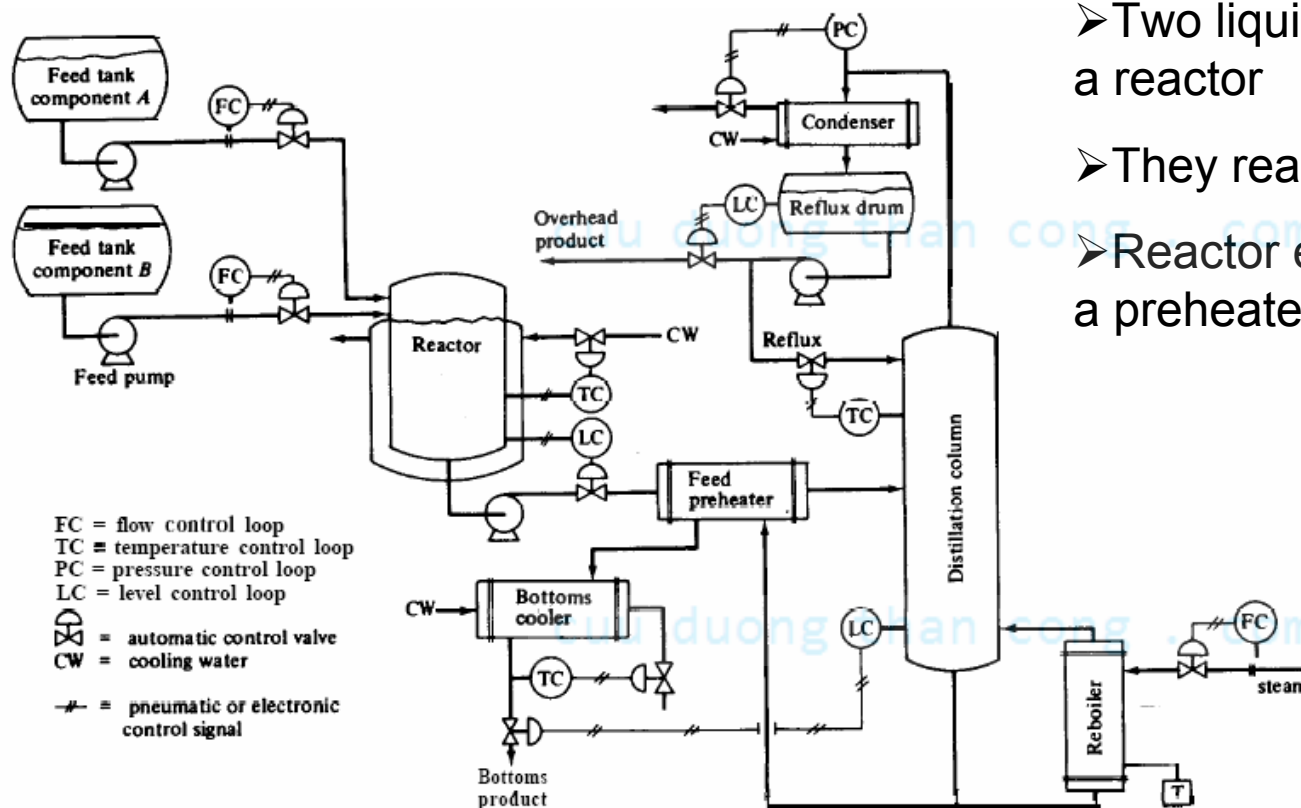 Feed tank
component A
FC
Feed tank
component B
FC
Feed pump
Reactor
CW
TC
LC
PC
CW
Condenser
LC
Reflux drum
Overhead
product
Reflux
TC
Feed
preheater
Distillation column
CW
Bottoms
cooler
TC
LC
Bottoms
product
Reboiler
FC
steam
T
FC = flow control loop
TC = temperature control loop
PC = pressure control loop
LC = level control loop
= automatic control valve
CW = cooling water
= pneumatic or electronic
control signal
➢Two liqui
a reactor
➢They rea
➢Reactor e
a preheate
cuu duong than cong . com
cuu duong than cong . com